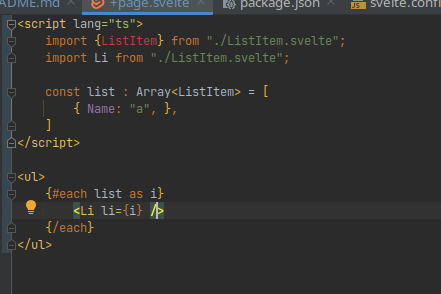 ADME.md +page.svelte package.json svelte.confi
<script lang="ts">
import {ListItem} from "./ListItem.svelte";
import Li from "./ListItem.svelte";
const list : Array<ListItem> = [
{ Name: "a", },
]
</script>
<ul>
{#each list as i}
<Li li={i} />
{/each}
</ul>